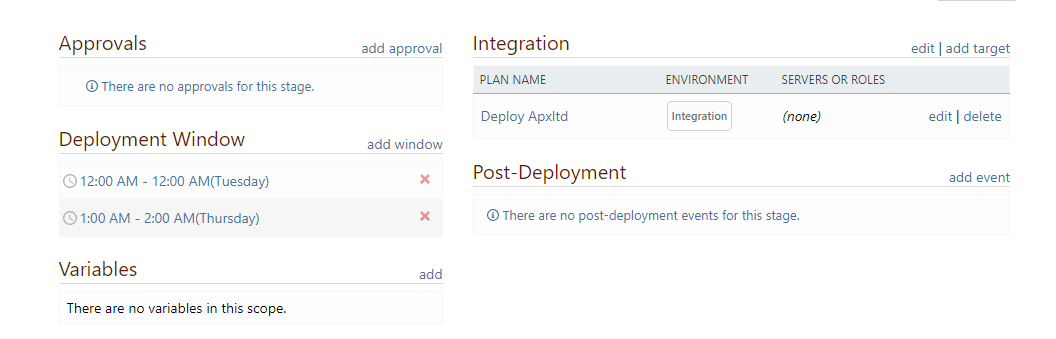 Approvals
add approval
There are no approvals for this stage.
Deployment Window
add window
12:00 AM - 12:00 AM(Tuesday)
1:00 AM - 2:00 AM(Thursday)
Variables
add
There are no variables in this scope.
Integration
edit | add target
PLAN NAME ENVIRONMENT SERVERS OR ROLES
Deploy Apxltd Integration (none) edit | delete
Post-Deployment
add event
There are no post-deployment events for this stage.